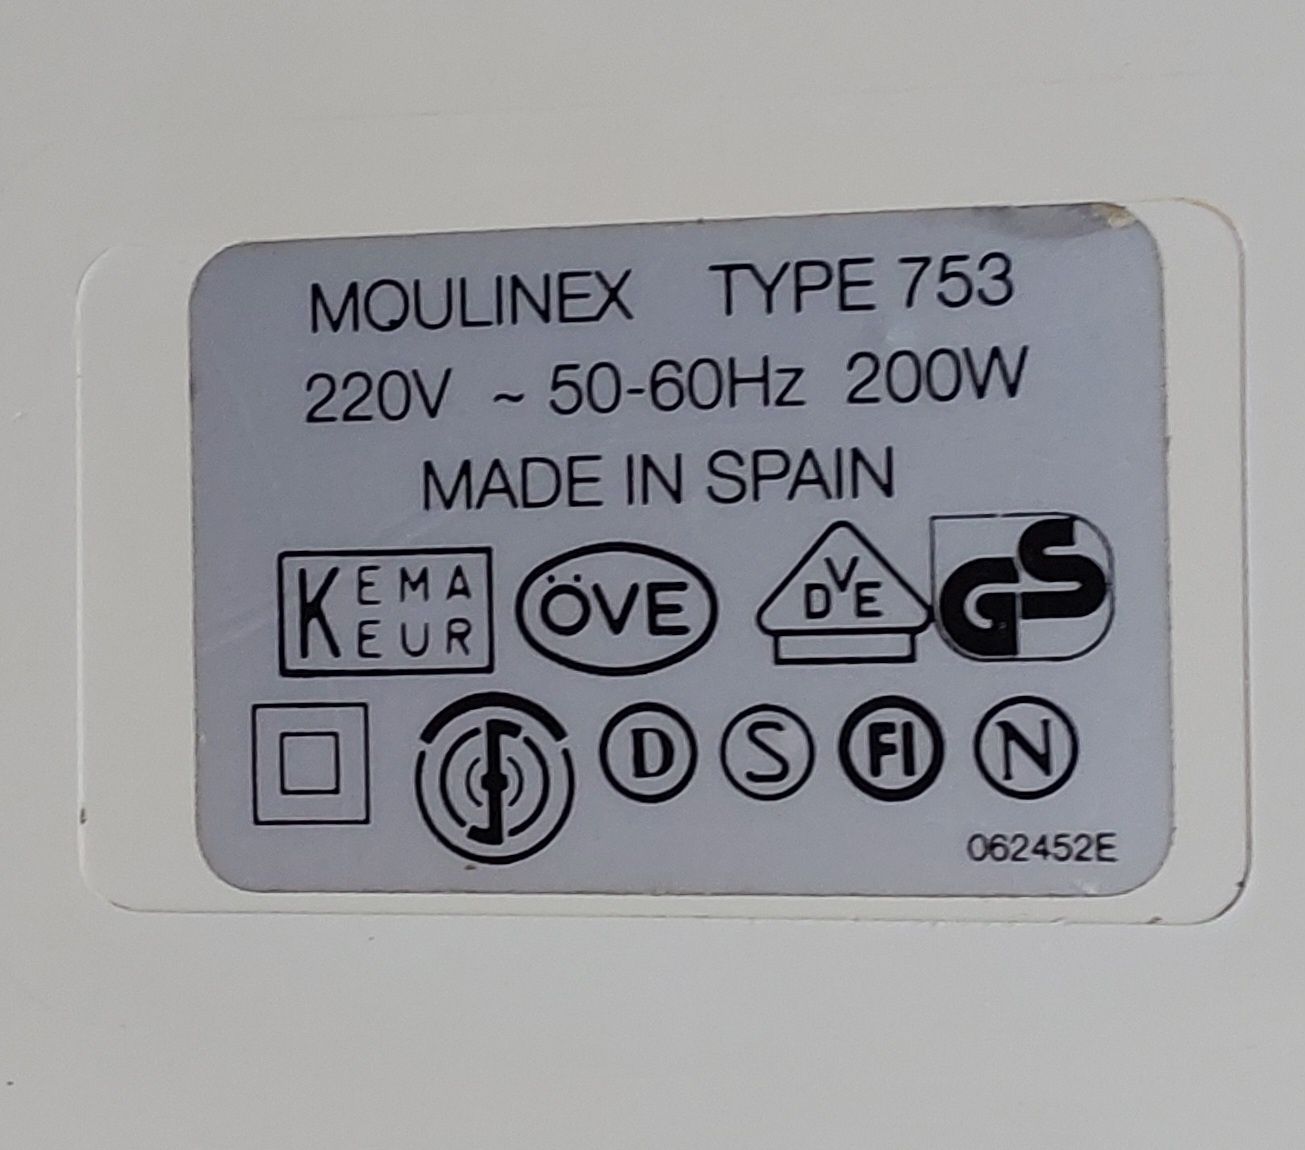 MOULINEX TYPE 753
220V ~ 50-60Hz 200W
MADE IN SPAIN
KEMA KEUR
ÖVE
DVE
GS
S
D
S
FI
N
062452E